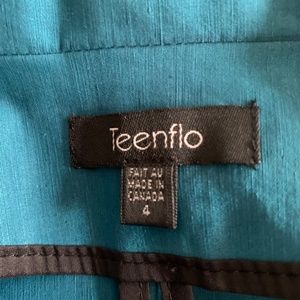 Teenflo
FAIT AU
MADE IN
CANADA
4